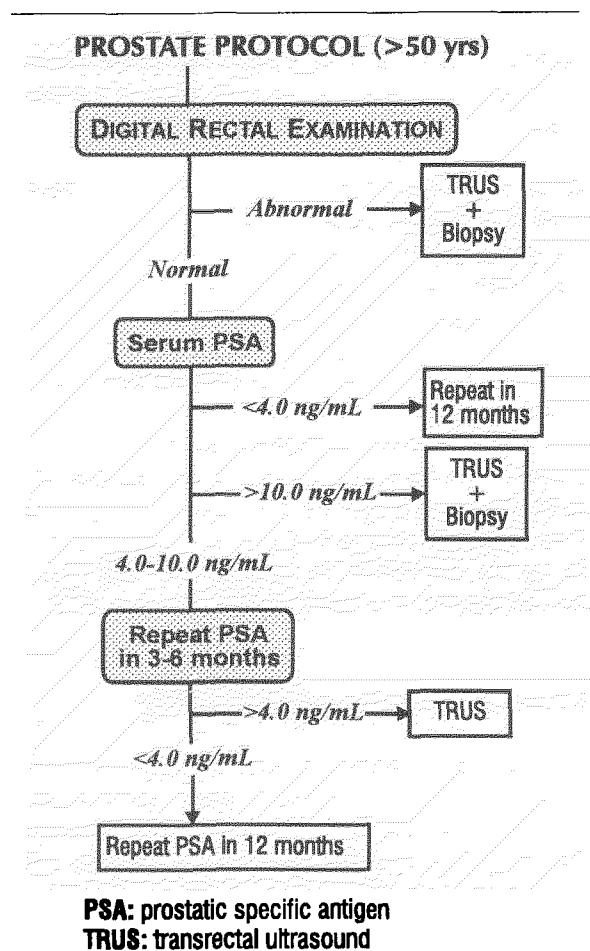 PROSTATE PROTOCOL (>50 yrs)
DIGITAL RECTAL EXAMINATION
Abnormal
TRUS
+
Biopsy
Normal
Serum PSA
<4.0 ng/mL
Repeat in
12 months
>10.0 ng/mL
TRUS
+
Biopsy
4.0-10.0 ng/mL
Repeat PSA
in 3-6 months
>4.0 ng/mL
TRUS
<4.0 ng/mL
Repeat PSA in 12 months
PSA: prostatic specific antigen
TRUS: transrectal ultrasound